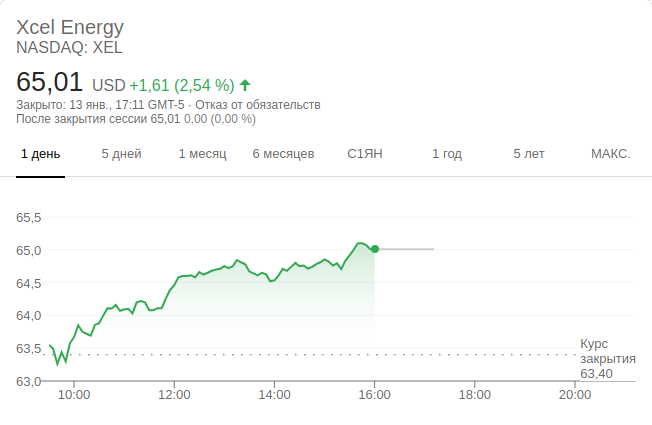 Xcel Energy
NASDAQ: XEL
65,01 USD +1,61 (2,54 %)
Закрыто: 13 янв., 17:11 GMT-5 · Отказ от обязательств
После закрытия сессии 65,01 0,00 (0,00 %)
1 день 5 дней 1 месяц 6 месяцев С1ЯН 1 год 5 лет МАКС.
65,5
65,0
64,5
64,0
63,5
63,0
Курс
закрытия
63,40
10:00 12:00 14:00 16:00 18:00 20:00